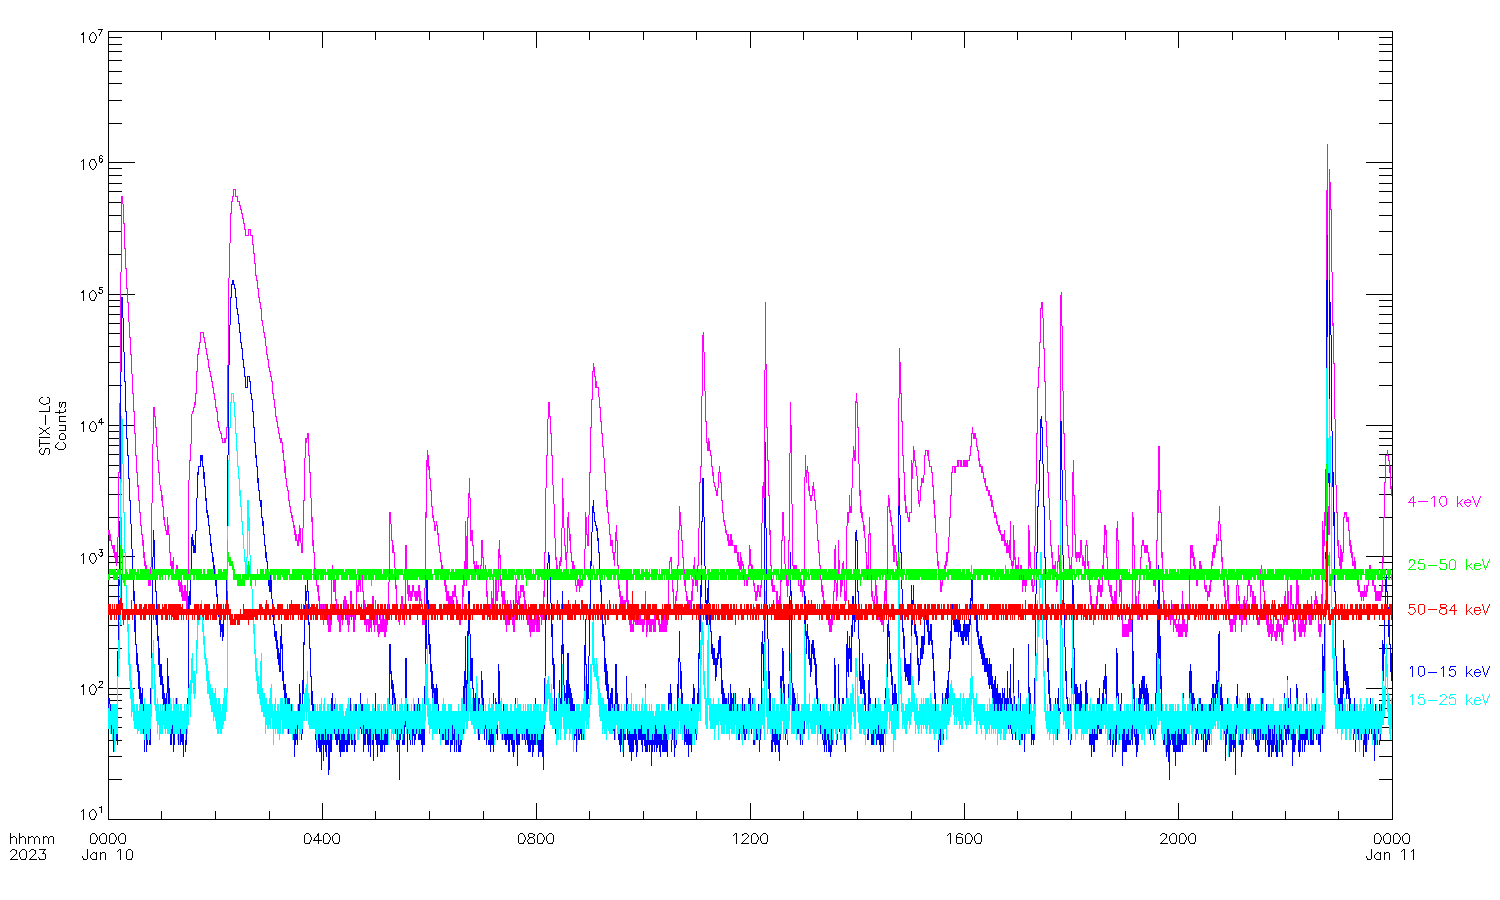 10⁷
10⁶
10⁵
10⁴
10³
10²
10¹
STIX-LC
Counts
4-10 keV
25-50 keV
50-84 keV
10-15 keV
15-25 keV
hhmm 0000 0400 0800 1200 1600 2000 0000
2023 Jan 10 Jan 11